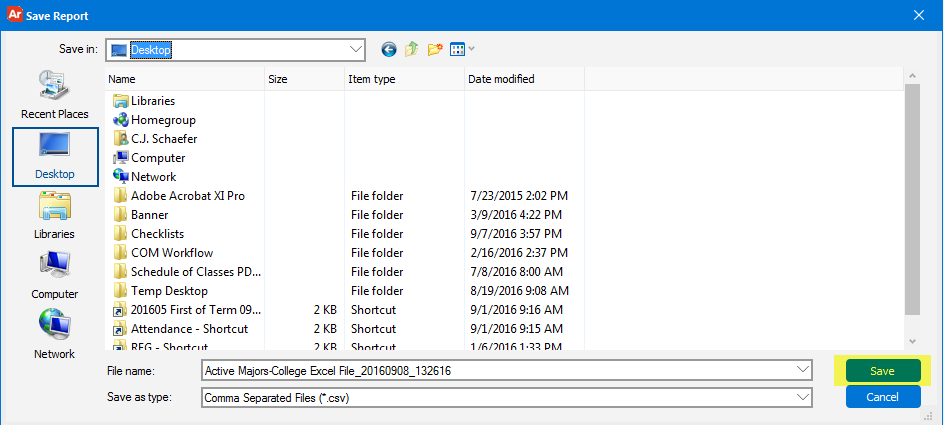 Ar Save Report
Save in: Desktop
Recent Places
Desktop
Libraries
Computer
Network
Name Size Item type Date modified
Libraries
Homegroup
C.J. Schaefer
Computer
Network
Adobe Acrobat XI Pro File folder 7/23/2015 2:02 PM
Banner File folder 3/9/2016 4:22 PM
Checklists File folder 9/7/2016 3:57 PM
COM Workflow File folder 2/16/2016 2:37 PM
Schedule of Classes PD... File folder 7/8/2016 8:00 AM
Temp Desktop File folder 8/19/2016 9:08 AM
201605 First of Term 09... 2 KB Shortcut 9/1/2016 9:16 AM
Attendance - Shortcut 2 KB Shortcut 9/1/2016 9:15 AM
REG - Shortcut 2 KB Shortcut 1/6/2016 1:33 PM
File name: Active Majors-College Excel File_20160908_132616 Save
Save as type: Comma Separated Files (*.csv) Cancel